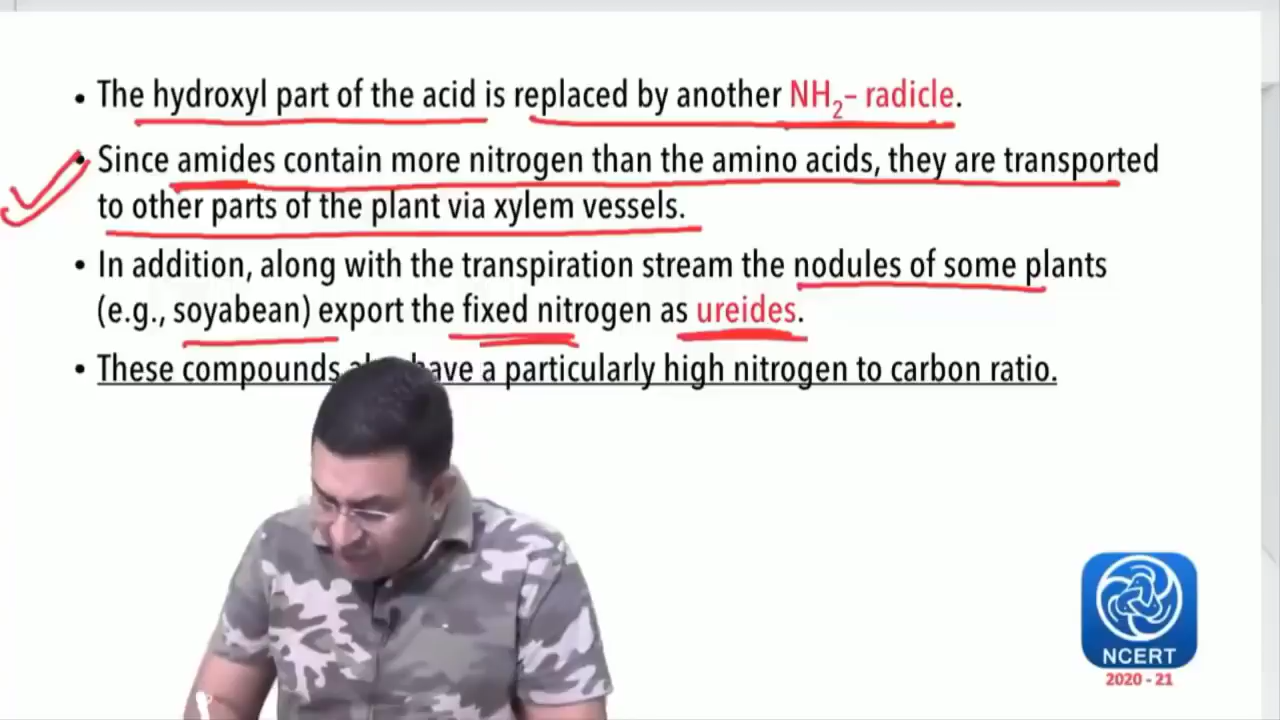 • The hydroxyl part of the acid is replaced by another NH₂– radicle.
• Since amides contain more nitrogen than the amino acids, they are transported
to other parts of the plant via xylem vessels.
• In addition, along with the transpiration stream the nodules of some plants
(e.g., soyabean) export the fixed nitrogen as ureides.
• These compounds have a particularly high nitrogen to carbon ratio.
NCERT
2020 - 21